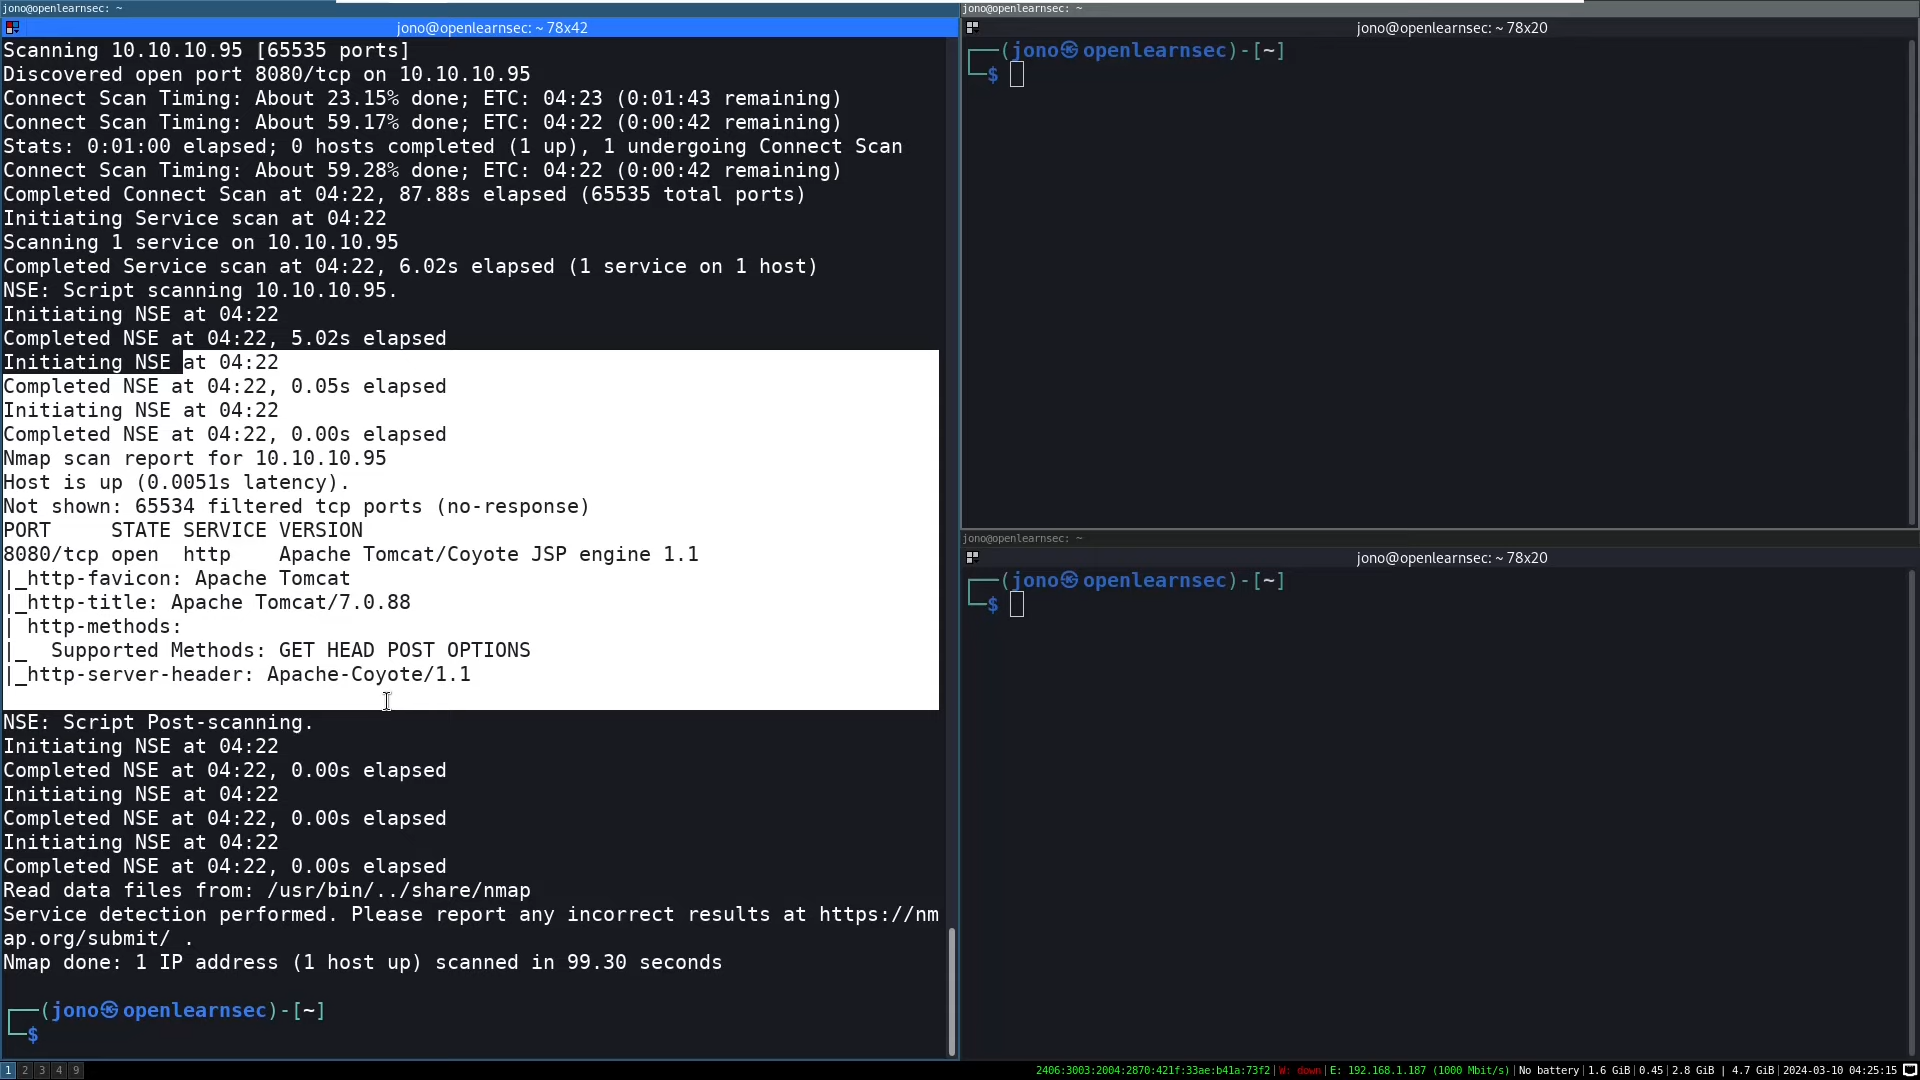 jono@openlearnsec: ~
jono@openlearnsec: ~ 78x42
Scanning 10.10.10.95 [65535 ports]
Discovered open port 8080/tcp on 10.10.10.95
Connect Scan Timing: About 23.15% done; ETC: 04:23 (0:01:43 remaining)
Connect Scan Timing: About 59.17% done; ETC: 04:22 (0:00:42 remaining)
Stats: 0:01:00 elapsed; 0 hosts completed (1 up), 1 undergoing Connect Scan
Connect Scan Timing: About 59.28% done; ETC: 04:22 (0:00:42 remaining)
Completed Connect Scan at 04:22, 87.88s elapsed (65535 total ports)
Initiating Service scan at 04:22
Scanning 1 service on 10.10.10.95
Completed Service scan at 04:22, 6.02s elapsed (1 service on 1 host)
NSE: Script scanning 10.10.10.95.
Initiating NSE at 04:22
Completed NSE at 04:22, 5.02s elapsed
Initiating NSE at 04:22
Completed NSE at 04:22, 0.05s elapsed
Initiating NSE at 04:22
Completed NSE at 04:22, 0.00s elapsed
Nmap scan report for 10.10.10.95
Host is up (0.0051s latency).
Not shown: 65534 filtered tcp ports (no-response)
PORT     STATE SERVICE VERSION
8080/tcp open  http    Apache Tomcat/Coyote JSP engine 1.1
|_http-favicon: Apache Tomcat
|_http-title: Apache Tomcat/7.0.88
| http-methods:
|_  Supported Methods: GET HEAD POST OPTIONS
|_http-server-header: Apache-Coyote/1.1
NSE: Script Post-scanning.
Initiating NSE at 04:22
Completed NSE at 04:22, 0.00s elapsed
Initiating NSE at 04:22
Completed NSE at 04:22, 0.00s elapsed
Initiating NSE at 04:22
Completed NSE at 04:22, 0.00s elapsed
Read data files from: /usr/bin/../share/nmap
Service detection performed. Please report any incorrect results at https://nm
ap.org/submit/ .
Nmap done: 1 IP address (1 host up) scanned in 99.30 seconds
┌──(jono㉿openlearnsec)-[~]
└─$
jono@openlearnsec: ~
jono@openlearnsec: ~ 78x20
┌──(jono㉿openlearnsec)-[~]
└─$
jono@openlearnsec: ~
jono@openlearnsec: ~ 78x20
┌──(jono㉿openlearnsec)-[~]
└─$
1 2 3 4 9
2406:3003:2004:2870:421f:33ae:b41a:73f2|W: down|E: 192.168.1.187 (1000 Mbit/s)|No battery|1.6 GiB|0.45|2.8 GiB | 4.7 GiB|2024-03-10 04:25:15